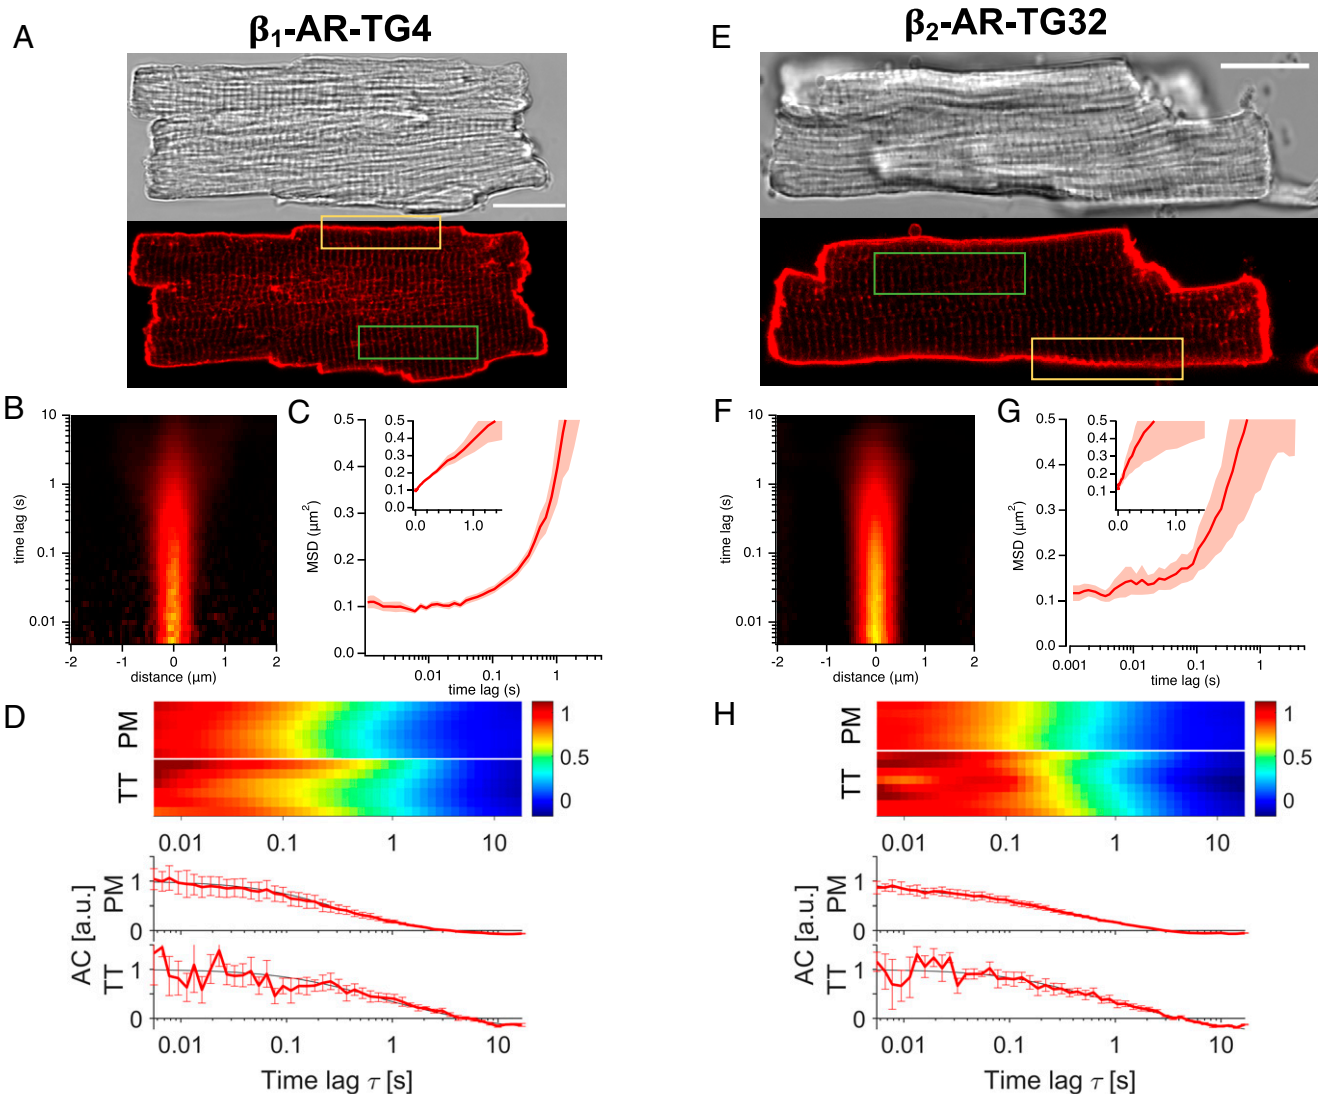 A
β1-AR-TG4
E
β2-AR-TG32
B
10
1
0.1
0.01
time lag (s)
-2
-1
0
1
2
distance (µm)
C
0.5
0.4
0.3
0.2
0.1
0.0
MSD (µm²)
0.5
0.4
0.3
0.2
0.1
0.0
0.0
1.0
0.01
0.1
1
time lag (s)
F
10
1
0.1
0.01
time lag (s)
-2
-1
0
1
2
distance (µm)
G
0.5
0.4
0.3
0.2
0.1
0.0
MSD (µm²)
0.5
0.4
0.3
0.2
0.1
0.0
1.0
0.001
0.01
0.1
1
time lag (s)
D
PM
TT
1
0.5
0
0.01
0.1
1
10
AC [a.u.]
PM
TT
1
0
1
0
0.01
0.1
1
10
Time lag τ [s]
H
PM
TT
1
0.5
0
0.01
0.1
1
10
AC [a.u.]
PM
TT
1
0
1
0
0.01
0.1
1
10
Time lag τ [s]